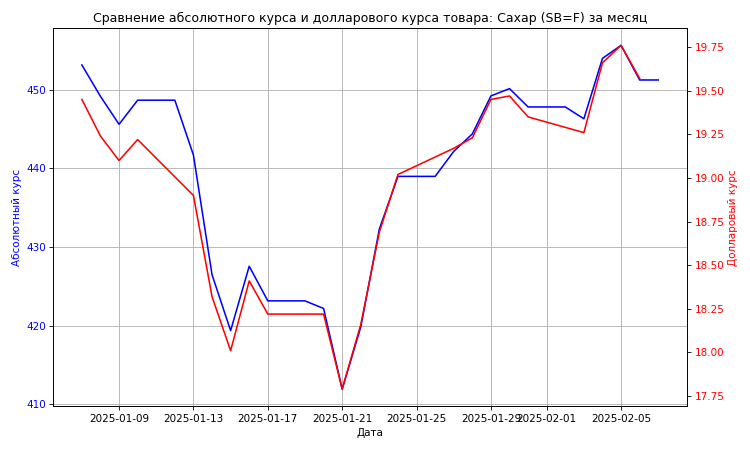 Сравнение абсолютного курса и долларового курса товара: Сахар (SB=F) за месяц
Абсолютный курс
450
440
430
420
410
19.75
19.50
19.25
19.00
18.75
18.50
18.25
18.00
17.75
Долларовый курс
2025-01-09 2025-01-13 2025-01-17 2025-01-21 2025-01-25 2025-01-29 2025-02-01 2025-02-05
Дата